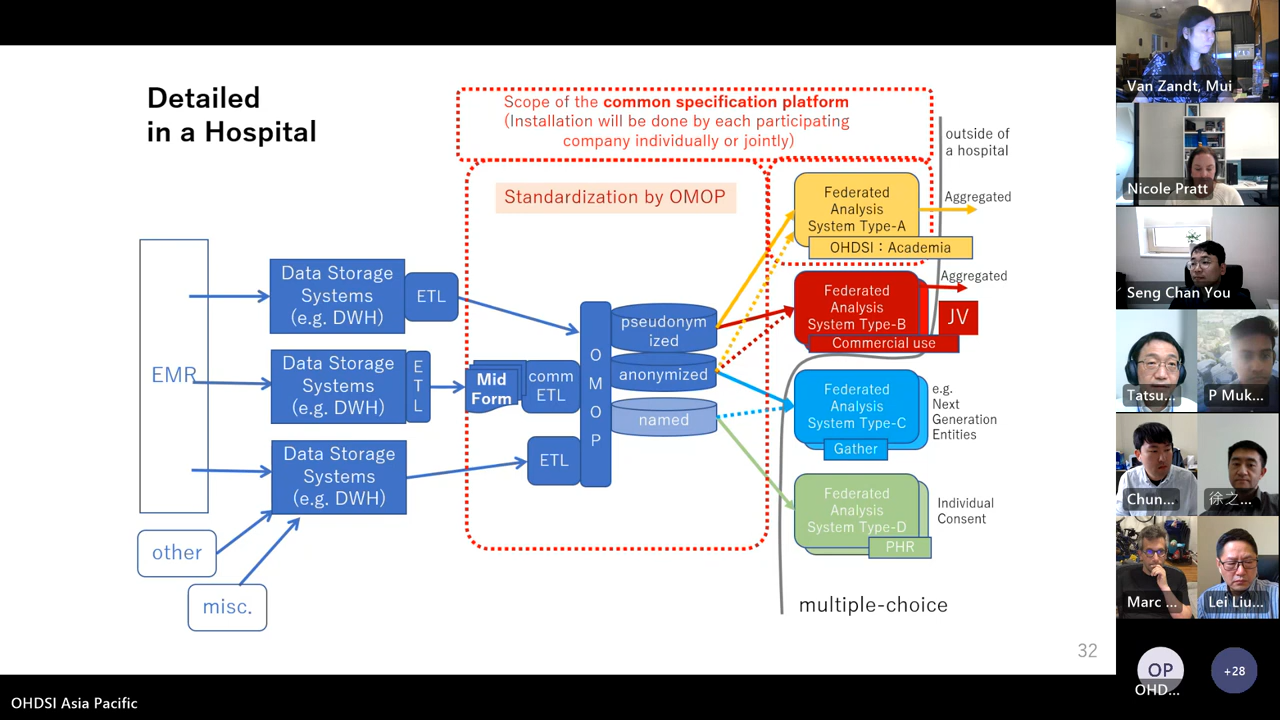 Detailed
in a Hospital
Scope of the common specification platform
(Installation will be done by each participating
company individually or jointly)
outside of
a hospital
Standardization by OMOP
EMR
other
misc.
Data Storage
Systems
(e.g. DWH)
ETL
Data Storage
Systems
(e.g. DWH)
E
T
L
Mid
Form
comm
ETL
Data Storage
Systems
(e.g. DWH)
ETL
O
M
O
P
pseudonym
ized
anonymized
named
Federated
Analysis
System Type-A
OHDSI：Academia
Aggregated
Federated
Analysis
System Type-B
Commercial use
Aggregated
JV
Federated
Analysis
System Type-C
Gather
e.g.
Next
Generation
Entities
Federated
Analysis
System Type-D
PHR
Individual
Consent
multiple-choice
32
OHDSI Asia Pacific
Van Zandt, Mui
Nicole Pratt
Seng Chan You
Tatsu...
P Muk...
Chun...
徐之...
Marc ...
Lei Liu...
OP
OHD...
+28